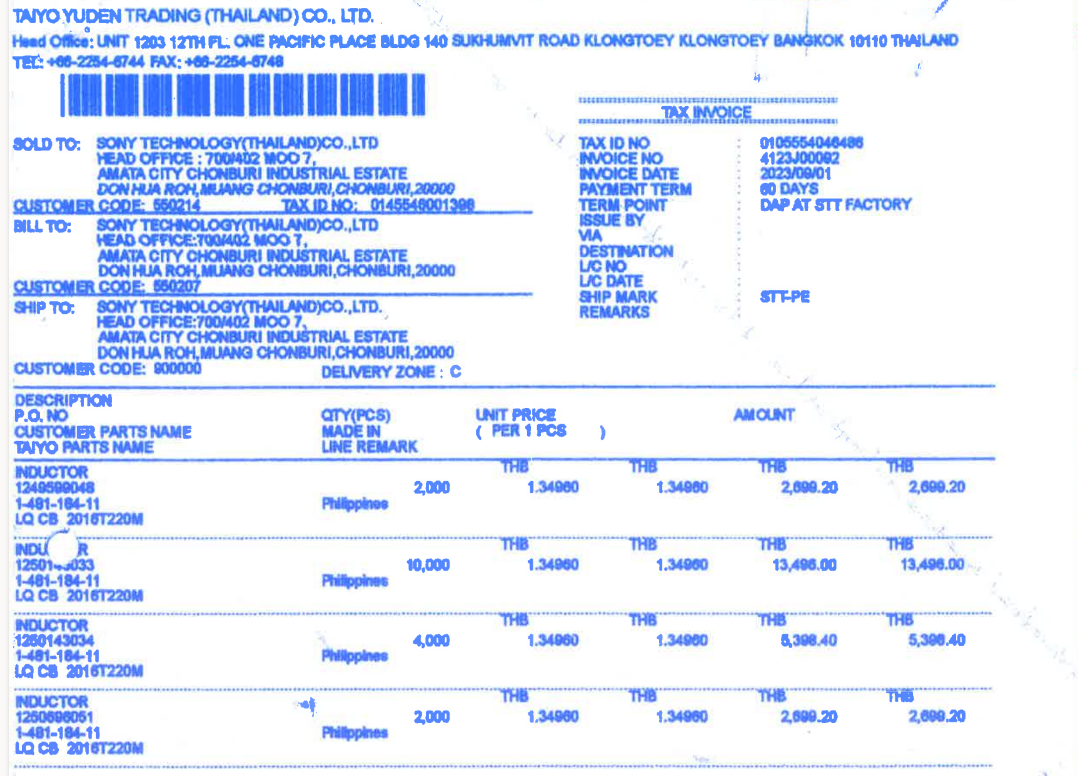 TAIYO YUDEN TRADING (THAILAND) CO., LTD.
Head Office: UNIT 1203 12TH FL. ONE PACIFIC PLACE BLDG 140 SUKHUMVIT ROAD KLONGTOEY KLONGTOEY BANGKOK 10110 THAILAND
TEL: +66-2254-6744 FAX: +66-2254-6748
TAX INVOICE
SOLD TO: SONY TECHNOLOGY(THAILAND)CO.,LTD
HEAD OFFICE : 700/402 MOO 7,
AMATA CITY CHONBURI INDUSTRIAL ESTATE
DON HUA ROH,MUANG CHONBURI,CHONBURI,20000
CUSTOMER CODE: 550214 TAX ID NO: 0145546001396
BILL TO: SONY TECHNOLOGY(THAILAND)CO.,LTD
HEAD OFFICE:700/402 MOO 7,
AMATA CITY CHONBURI INDUSTRIAL ESTATE
DON HUA ROH,MUANG CHONBURI,CHONBURI,20000
CUSTOMER CODE: 550207
SHIP TO: SONY TECHNOLOGY(THAILAND)CO.,LTD.
HEAD OFFICE:700/402 MOO 7,
AMATA CITY CHONBURI INDUSTRIAL ESTATE
DON HUA ROH,MUANG CHONBURI,CHONBURI,20000
CUSTOMER CODE: 900000 DELIVERY ZONE : C
TAX ID NO : 0105554046486
INVOICE NO : 4123J00092
INVOICE DATE : 2023/09/01
PAYMENT TERM : 60 DAYS
TERM POINT : DAP AT STT FACTORY
ISSUE BY :
VIA :
DESTINATION :
L/C NO :
L/C DATE :
SHIP MARK : STT-PE
REMARKS :
DESCRIPTION
P.O. NO QTY(PCS) UNIT PRICE AMOUNT
CUSTOMER PARTS NAME MADE IN ( PER 1 PCS )
TAIYO PARTS NAME LINE REMARK
INDUCTOR THB THB THB THB
1249599048 2,000 1.34960 1.34960 2,699.20 2,699.20
1-481-184-11 Philippines
LQ CB 2016T220M
INDU R THB THB THB THB
10,000 1.34960 1.34960 13,496.00 13,496.00
1-481-184-11 Philippines
LQ CB 2016T220M
INDUCTOR THB THB THB THB
1250143034 4,000 1.34960 1.34960 5,398.40 5,398.40
1-481-184-11 Philippines
LQ CB 2016T220M
INDUCTOR THB THB THB THB
1250696051 2,000 1.34960 1.34960 2,699.20 2,699.20
1-481-184-11 Philippines
LQ CB 2016T220M